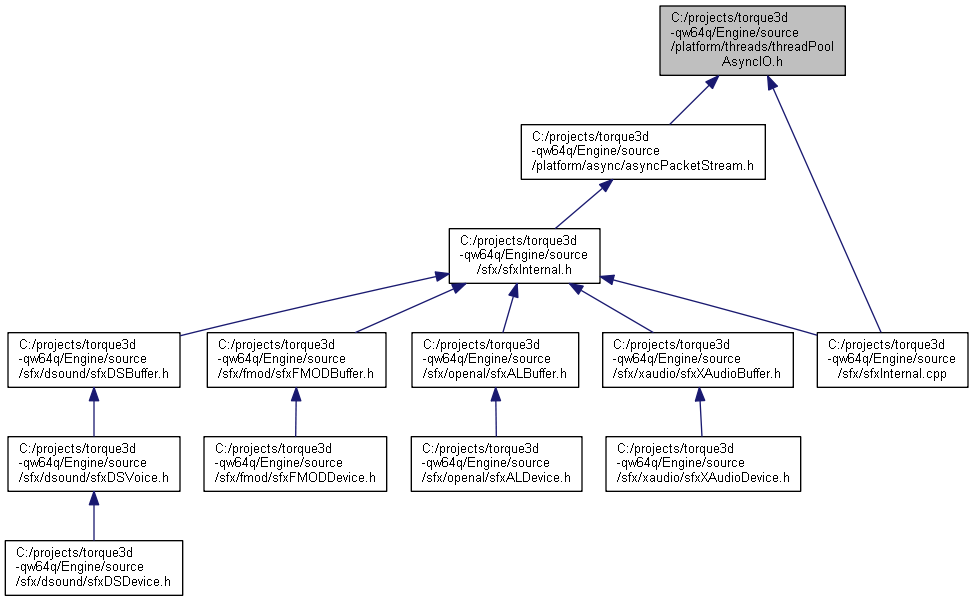 C:/projects/torque3d
-qw64q/Engine/source
/platform/threads/threadPool
AsyncIO.h
C:/projects/torque3d
-qw64q/Engine/source
/platform/async/asyncPacketStream.h
C:/projects/torque3d
-qw64q/Engine/source
/sfx/sfxInternal.h
C:/projects/torque3d
-qw64q/Engine/source
/sfx/dsound/sfxDSBuffer.h
C:/projects/torque3d
-qw64q/Engine/source
/sfx/fmod/sfxFMODBuffer.h
C:/projects/torque3d
-qw64q/Engine/source
/sfx/openal/sfxALBuffer.h
C:/projects/torque3d
-qw64q/Engine/source
/sfx/xaudio/sfxXAudioBuffer.h
C:/projects/torque3d
-qw64q/Engine/source
/sfx/sfxInternal.cpp
C:/projects/torque3d
-qw64q/Engine/source
/sfx/dsound/sfxDSVoice.h
C:/projects/torque3d
-qw64q/Engine/source
/sfx/fmod/sfxFMODDevice.h
C:/projects/torque3d
-qw64q/Engine/source
/sfx/openal/sfxALDevice.h
C:/projects/torque3d
-qw64q/Engine/source
/sfx/xaudio/sfxXAudioDevice.h
C:/projects/torque3d
-qw64q/Engine/source
/sfx/dsound/sfxDSDevice.h